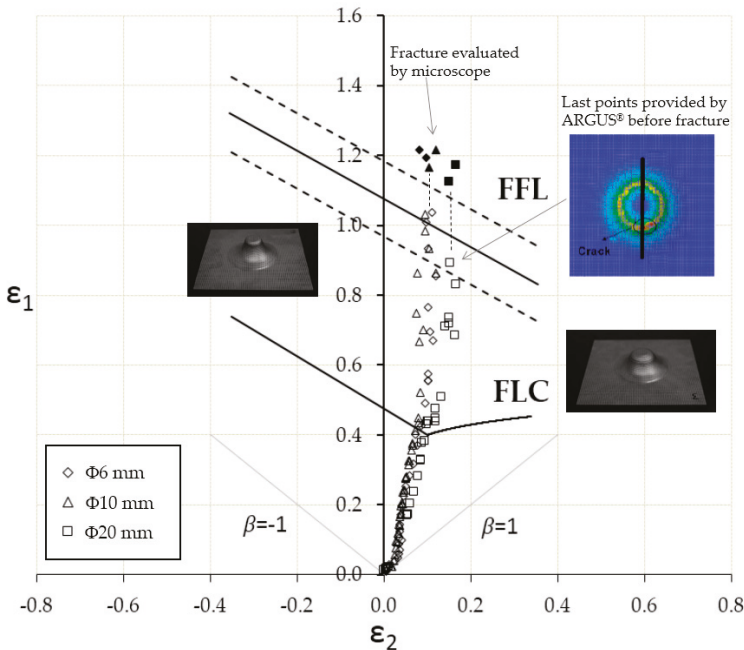 1.6
Fracture evaluated
by microscope
1.4
Last points provided by
ARGUS® before fracture
1.2
FFL
1.0
Crack
ε1
0.8
0.6
FLC
0.4
Φ6 mm
Φ10 mm
Φ20 mm
0.2
β=-1
β=1
0.0
-0.8
-0.6
-0.4
-0.2
0.0
0.2
0.4
0.6
0.8
ε2